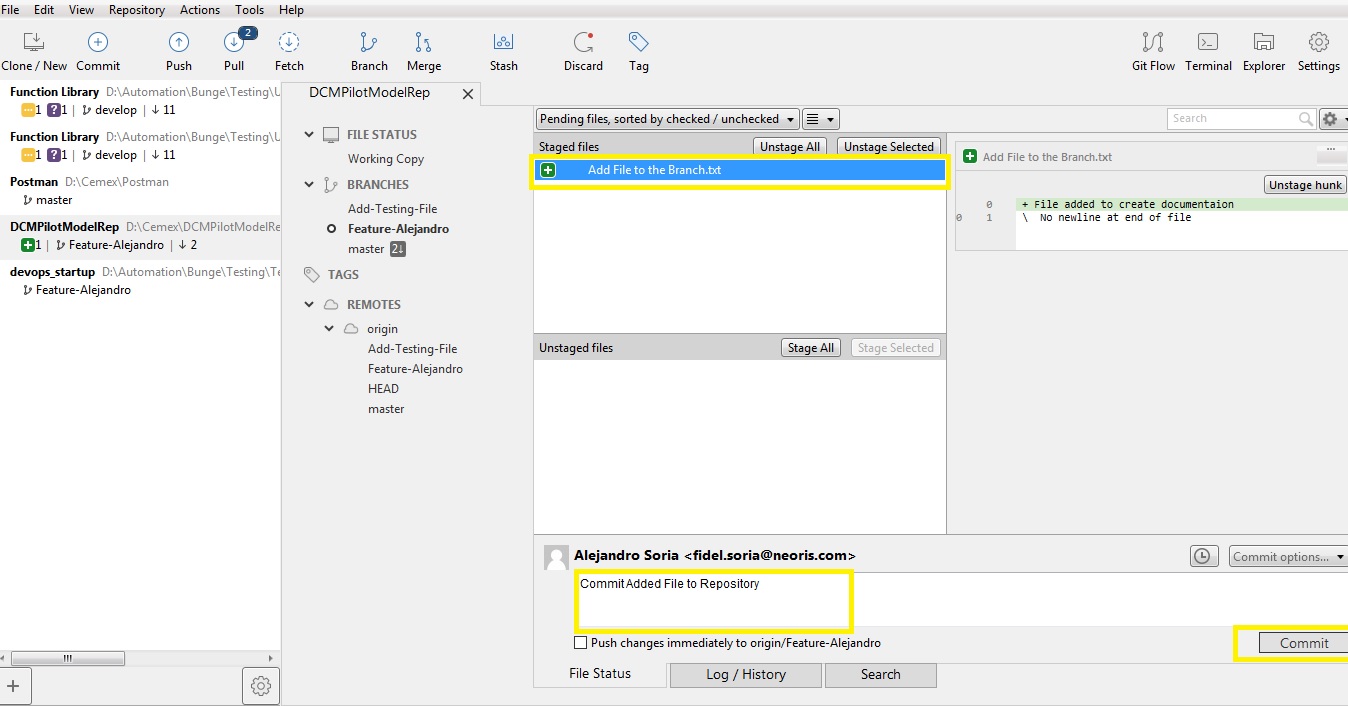 File Edit View Repository Actions Tools Help
2
Clone / New Commit Push Pull Fetch Branch Merge Stash Discard Tag Git Flow Terminal Explorer Settings
Function Library D:\Automation\Bunge\Testing\U
1 ? 1 | develop | ↓ 11
Function Library D:\Automation\Bunge\Testing\U
1 ? 1 | develop | ↓ 11
Postman D:\Cemex\Postman
master
DCMPilotModelRep D:\Cemex\DCMPilotModelRe
1 | Feature-Alejandro | ↓ 2
devops_startup D:\Automation\Bunge\Testing\Te
Feature-Alejandro
DCMPilotModelRep
FILE STATUS
Working Copy
BRANCHES
Add-Testing-File
Feature-Alejandro
master 2↓
TAGS
REMOTES
origin
Add-Testing-File
Feature-Alejandro
HEAD
master
Pending files, sorted by checked / unchecked
Search
Staged files Unstage All Unstage Selected
Add File to the Branch.txt
Unstaged files Stage All Stage Selected
Add File to the Branch.txt
Unstage hunk
0 + File added to create documentaion
0 1 \ No newline at end of file
Alejandro Soria <fidel.soria@neoris.com>
Commit options...
Commit Added File to Repository
Push changes immediately to origin/Feature-Alejandro
Commit
File Status Log / History Search